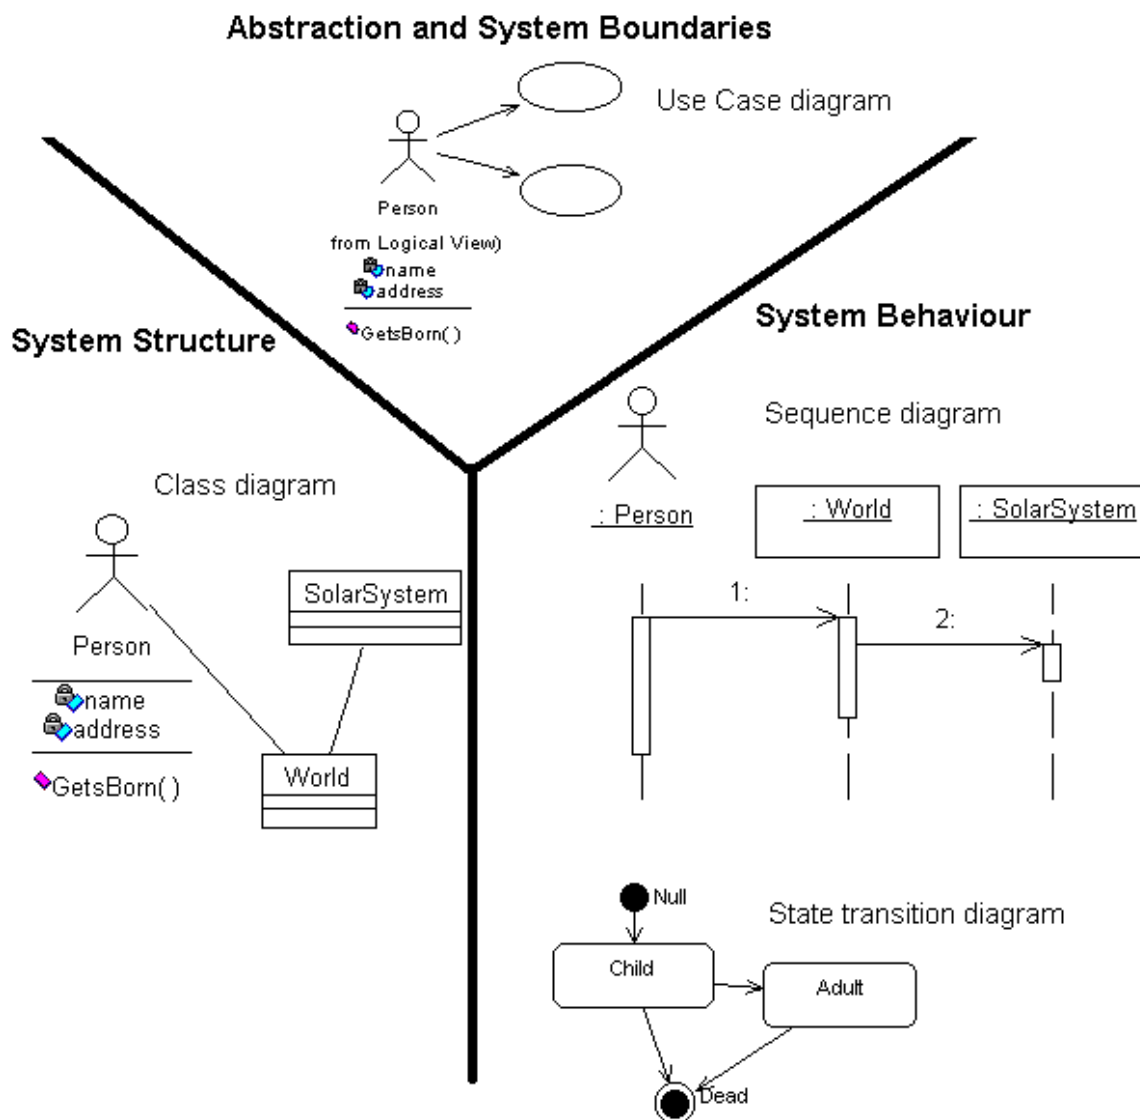 Abstraction and System Boundaries
Use Case diagram
Person
from Logical View)
name
address
GetsBorn( )
System Structure
System Behaviour
Sequence diagram
Class diagram
: Person
: World
: SolarSystem
SolarSystem
1:
2:
Person
name
address
GetsBorn( )
World
Null
State transition diagram
Child
Adult
Dead